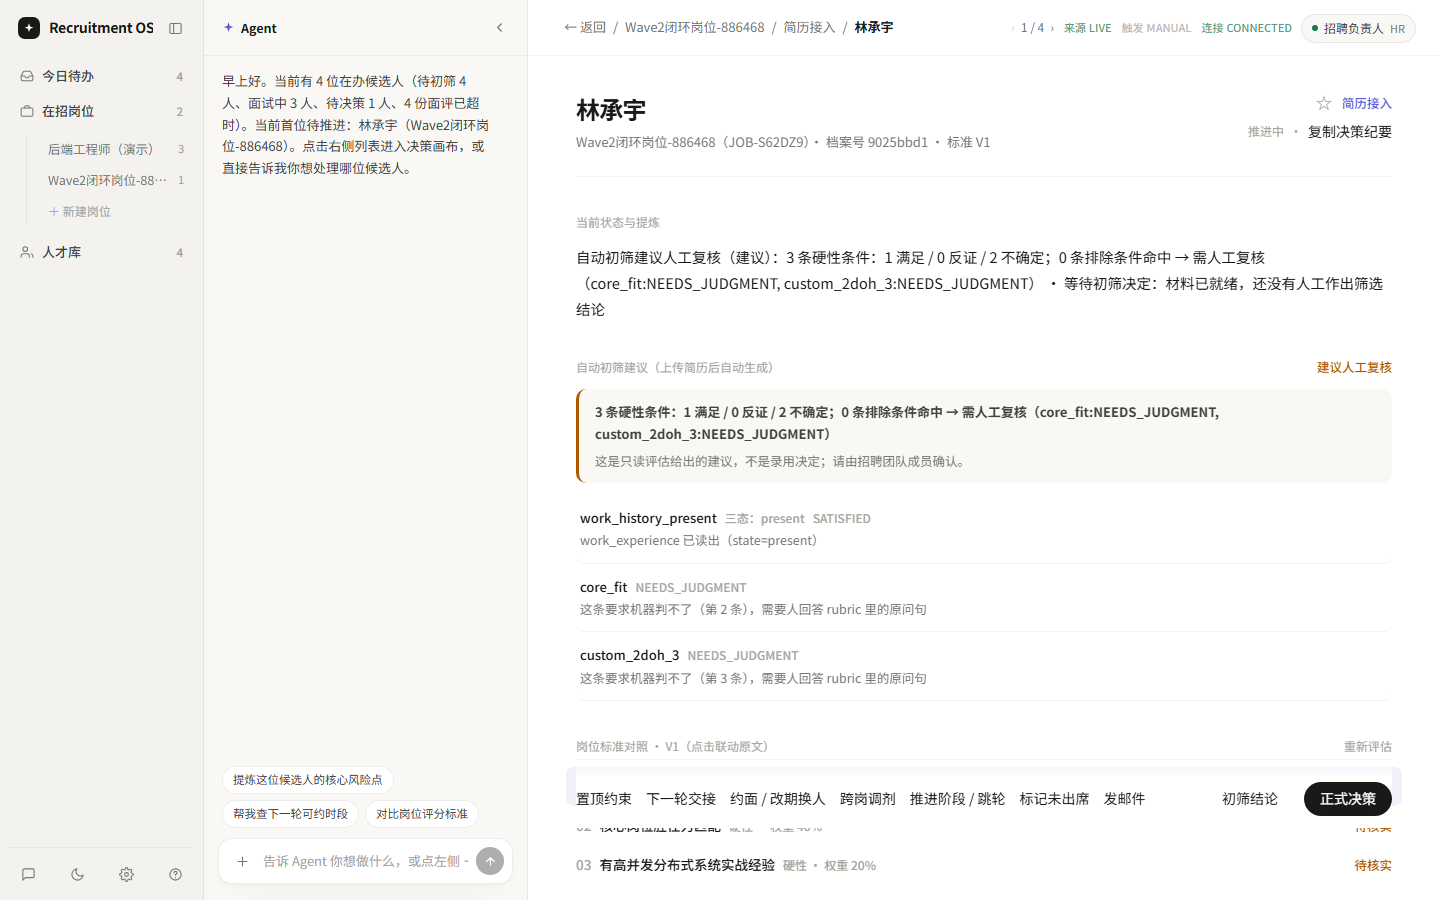 Recruitment OS
今日待办 4
在招岗位 2
后端工程师（演示） 3
Wave2闭环岗位-88··· 1
+ 新建岗位
人才库 4
Agent
早上好。当前有 4 位在办候选人（待初筛 4
人、面试中 3 人、待决策 1 人、4 份面评已超
时）。当前首位待推进：林承宇（Wave2闭环岗
位-886468）。点击右侧列表进入决策画布，或
直接告诉我你想处理哪位候选人。
提炼这位候选人的核心风险点
帮我查下一轮可约时段 对比岗位评分标准
+ 告诉 Agent 你想做什么，或点左侧 -
← 返回 / Wave2闭环岗位-886468 / 简历接入 / 林承宇
‹ 1 / 4 › 来源 LIVE 触发 MANUAL 连接 CONNECTED 招聘负责人 HR
林承宇
☆ 简历接入
Wave2闭环岗位-886468（JOB-S62DZ9）· 档案号 9025bbd1 · 标准 V1
推进中 · 复制决策纪要
当前状态与提炼
自动初筛建议人工复核（建议）：3 条硬性条件：1 满足 / 0 反证 / 2 不确定；0 条排除条件命中 → 需人工复核
（core_fit:NEEDS_JUDGMENT, custom_2doh_3:NEEDS_JUDGMENT） · 等待初筛决定：材料已就绪，还没有人工作出筛选
结论
自动初筛建议（上传简历后自动生成） 建议人工复核
3 条硬性条件：1 满足 / 0 反证 / 2 不确定；0 条排除条件命中 → 需人工复核（core_fit:NEEDS_JUDGMENT,
custom_2doh_3:NEEDS_JUDGMENT）
这是只读评估给出的建议，不是录用决定；请由招聘团队成员确认。
work_history_present 三态：present SATISFIED
work_experience 已读出（state=present）
core_fit NEEDS_JUDGMENT
这条要求机器判不了（第 2 条），需要人回答 rubric 里的原问句
custom_2doh_3 NEEDS_JUDGMENT
这条要求机器判不了（第 3 条），需要人回答 rubric 里的原问句
岗位标准对照 · V1（点击联动原文） 重新评估
置顶约束 下一轮交接 约面 / 改期换人 跨岗调剂 推进阶段 / 跳轮 标记未出席 发邮件 初筛结论 正式决策
03 有高并发分布式系统实战经验 硬性 · 权重 20% 待核实